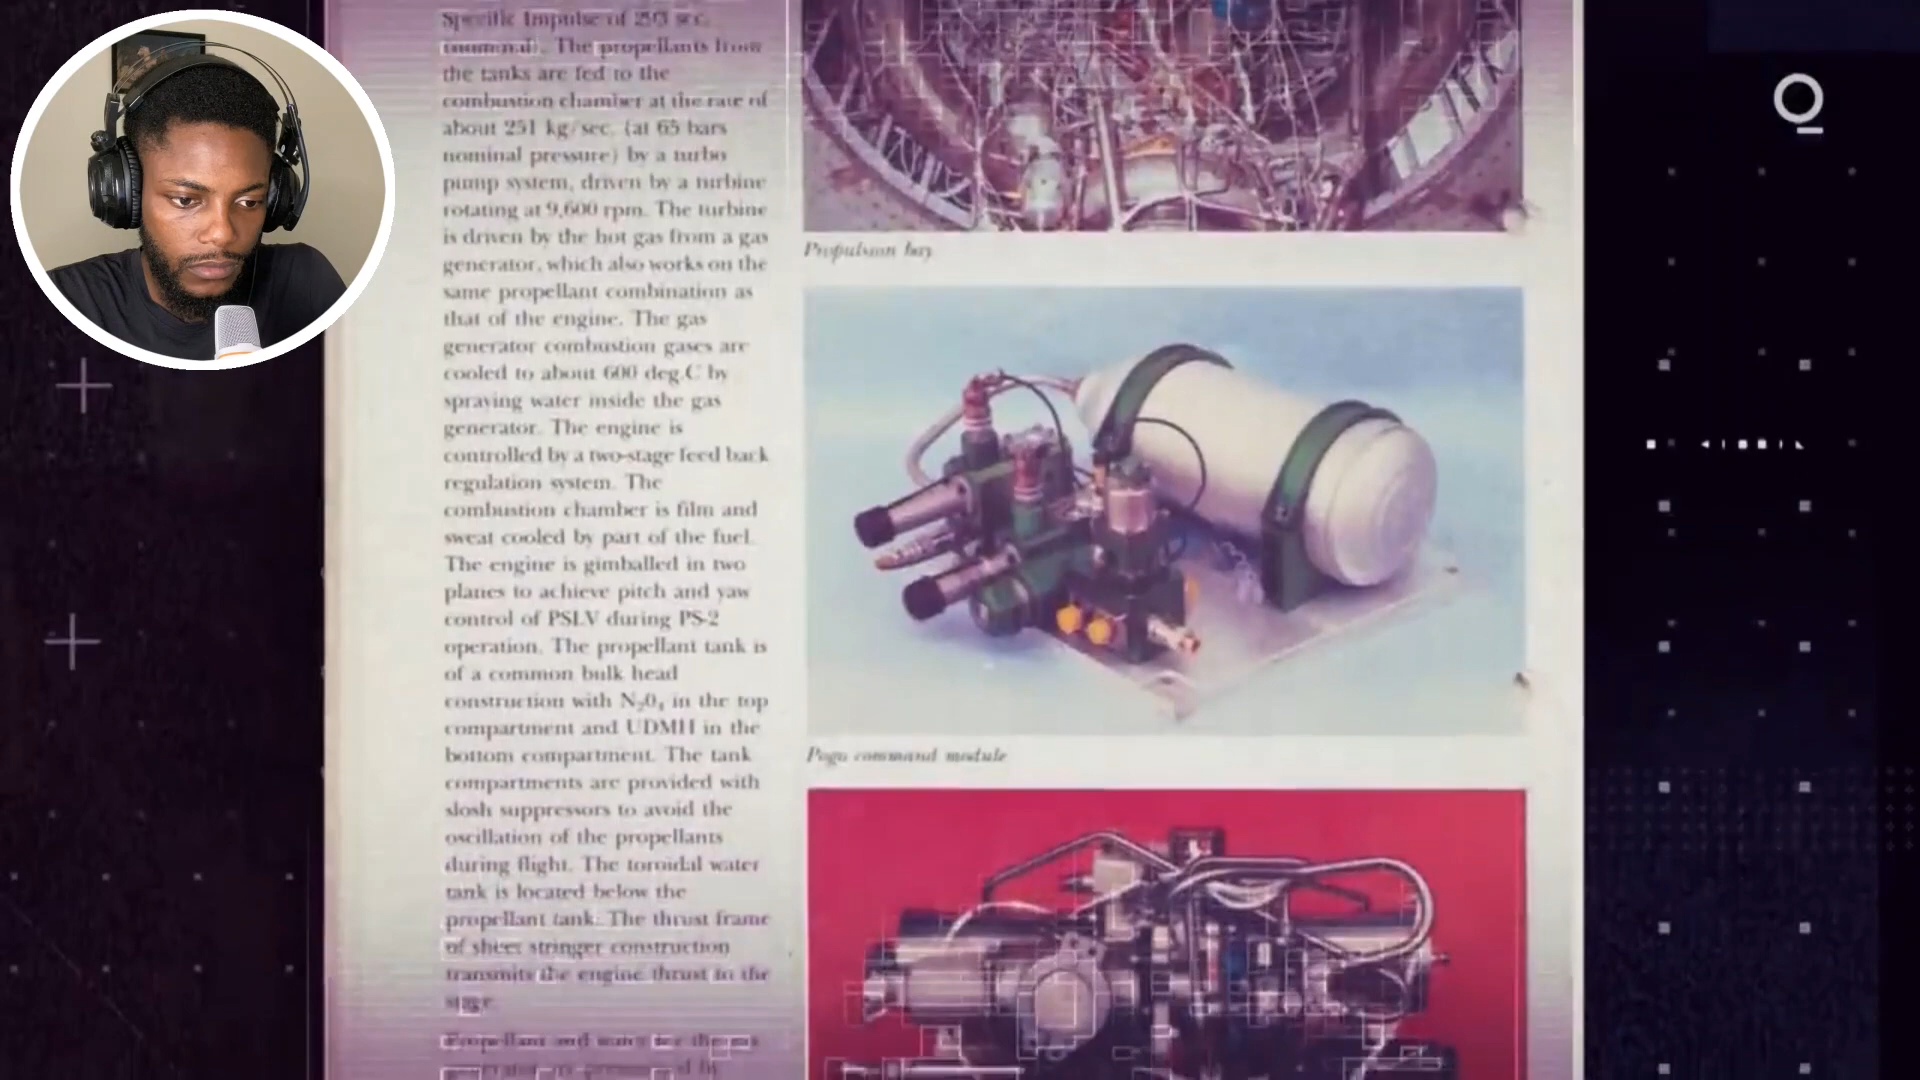 Specific Impulse of 293 sec.
nominal). The propellants from
the tanks are fed to the
combustion chamber at the rate of
about 251 kg/sec. (at 65 bars
nominal pressure) by a turbo
pump system, driven by a turbine
rotating at 9,600 rpm. The turbine
is driven by the hot gas from a gas
generator, which also works on the
same propellant combination as
that of the engine. The gas
generator combustion gases are
cooled to about 600 deg.C by
spraying water inside the gas
generator. The engine is
controlled by a two-stage feed back
regulation system. The
combustion chamber is film and
sweat cooled by part of the fuel.
The engine is gimballed in two
planes to achieve pitch and yaw
control of PSLV during PS-2
operation. The propellant tank is
of a common bulk head
construction with N₂0₄ in the top
compartment and UDMH in the
bottom compartment. The tank
compartments are provided with
slosh suppressors to avoid the
oscillation of the propellants
during flight. The toroidal water
tank is located below the
propellant tank. The thrust frame
of sheet stringer construction
transmits the engine thrust to the
stage.
Propellant and water for the gas
Propulsion bay
Pogo command module